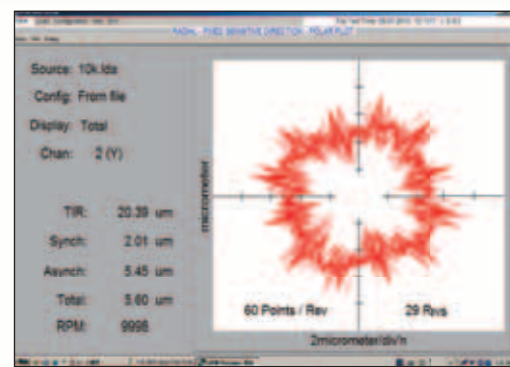 RADIAL - FIXED SENSITIVE DIRECTION - POLAR PLOT
Source: 10k.lda
Config: From file
Display: Total
Chan: 2 (Y)
TIR: 20.39 um
Synch: 2.01 um
Asynch: 5.45 um
Total: 5.60 um
RPM: 9998
micrometer
60 Points / Rev
29 Revs
2micrometer/div'n